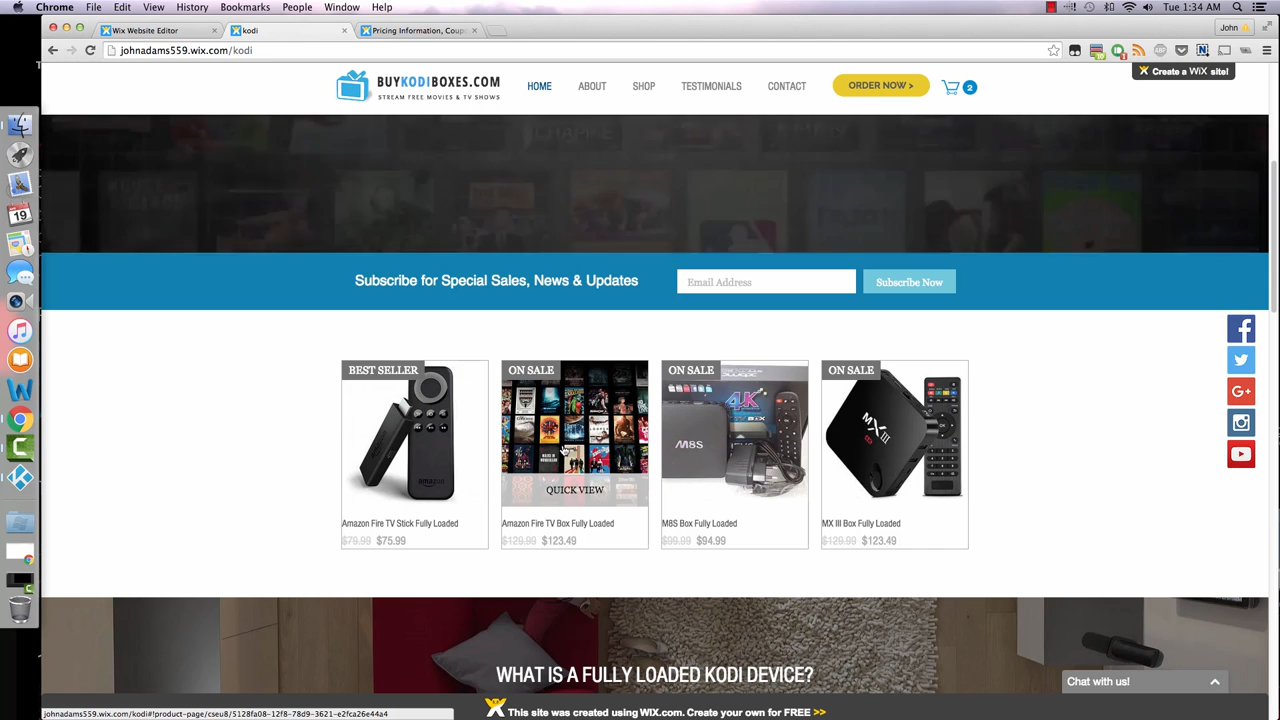 Chrome File Edit View History Bookmarks People Window Help
Tue 1:34 AM
Wix Website Editor
kodi
Pricing Information, Coup
John
johnadams559.wix.com/kodi
Create a WiX site!
BUYKODIBOXES.COM
STREAM FREE MOVIES & TV SHOWS
HOME ABOUT SHOP TESTIMONIALS CONTACT
ORDER NOW >
2
Subscribe for Special Sales, News & Updates
Email Address
Subscribe Now
BEST SELLER
ON SALE
ON SALE
ON SALE
amazon
4K
M8S
MX III
QUICK VIEW
Amazon Fire TV Stick Fully Loaded
$79.99 $75.99
Amazon Fire TV Box Fully Loaded
$129.99 $123.49
M8S Box Fully Loaded
$99.99 $94.99
MX III Box Fully Loaded
$129.99 $123.49
19
WHAT IS A FULLY LOADED KODI DEVICE?
Chat with us!
This site was created using WIX.com. Create your own for FREE >>
johnadams559.wix.com/kodi#!product-page/cseu8/5128fa08-12f8-78d9-3621-e2fca26e44a4